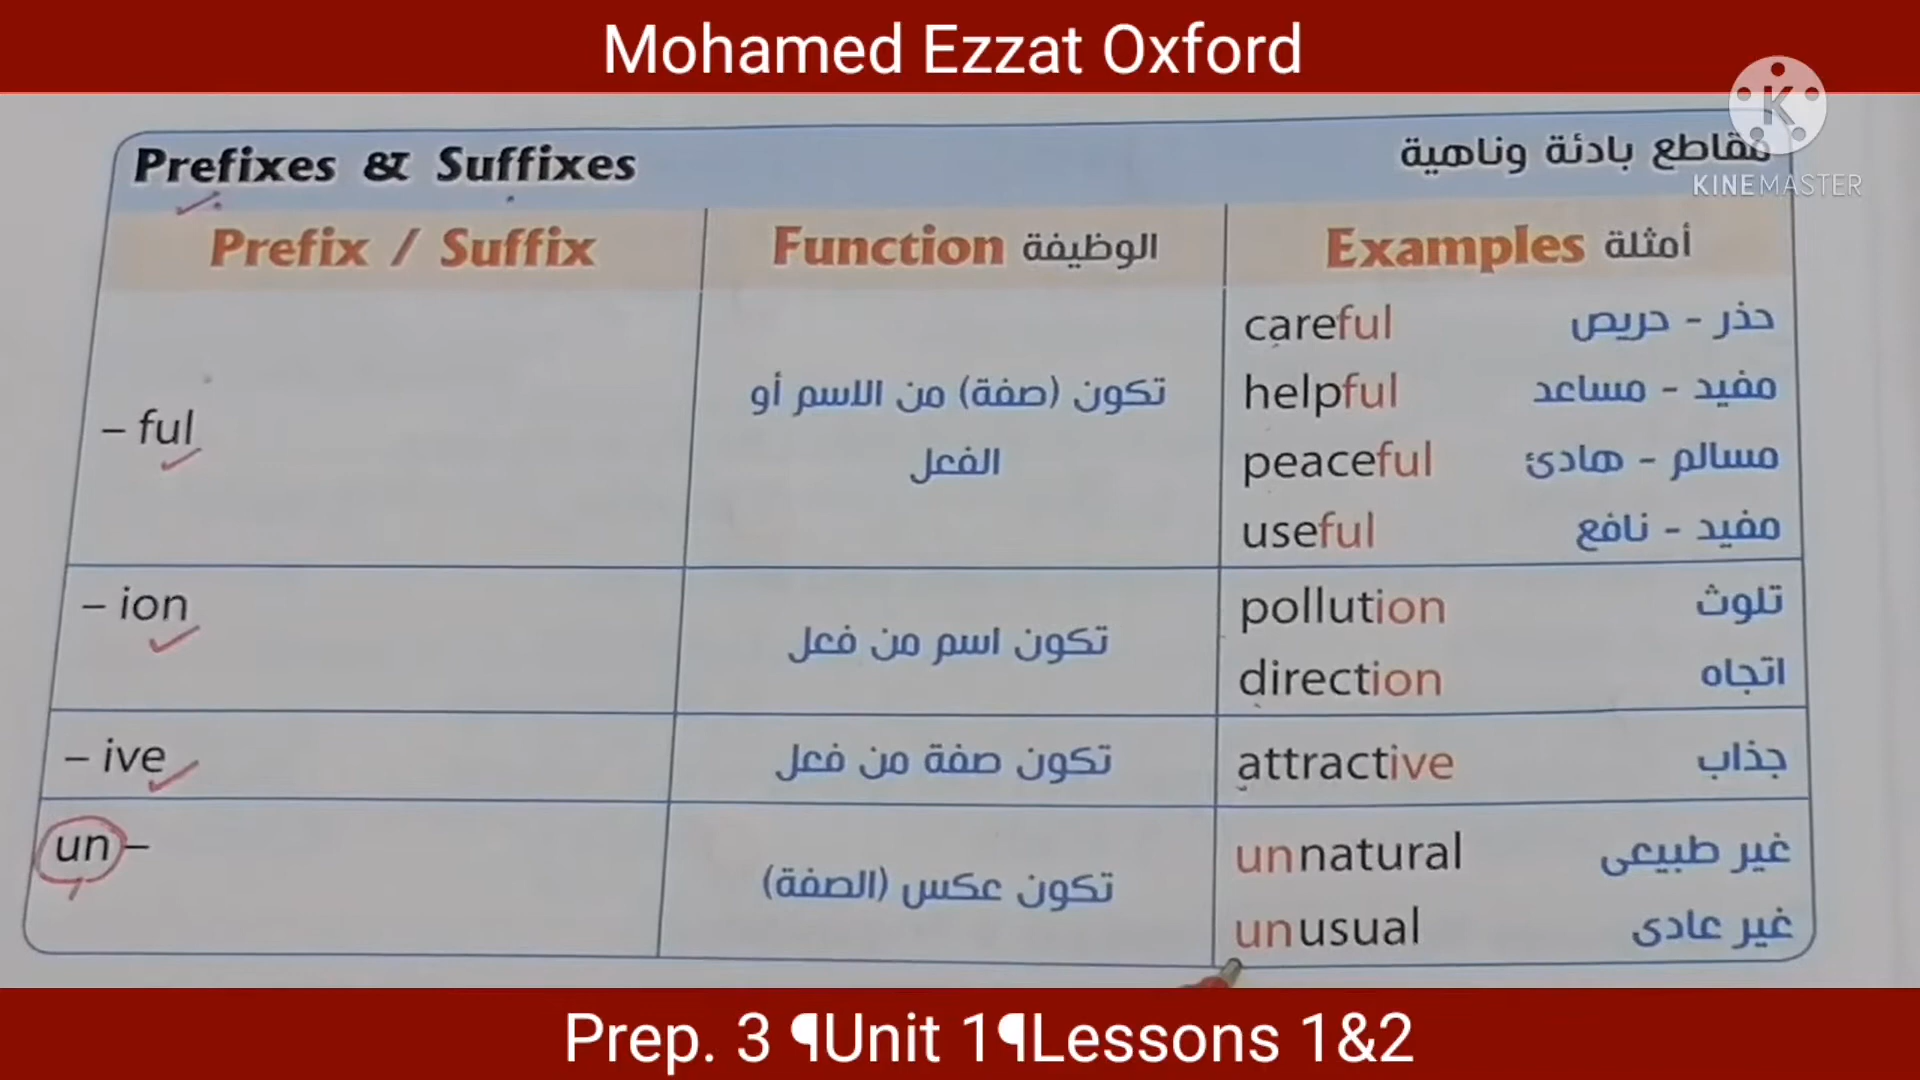 Mohamed Ezzat Oxford
KINEMASTER
Prefixes & Suffixes مقاطع بادئة وناهية
Prefix / Suffix Function الوظيفة Examples أمثلة
– ful تكون (صفة) من الاسم أو الفعل
careful حذر - حريص
helpful مفيد - مساعد
peaceful مسالم - هادئ
useful مفيد - نافع
– ion تكون اسم من فعل
pollution تلوث
direction اتجاه
– ive تكون صفة من فعل attractive جذاب
un – تكون عكس (الصفة)
unnatural غير طبيعى
unusual غير عادى
Prep. 3 ¶Unit 1¶Lessons 1&2